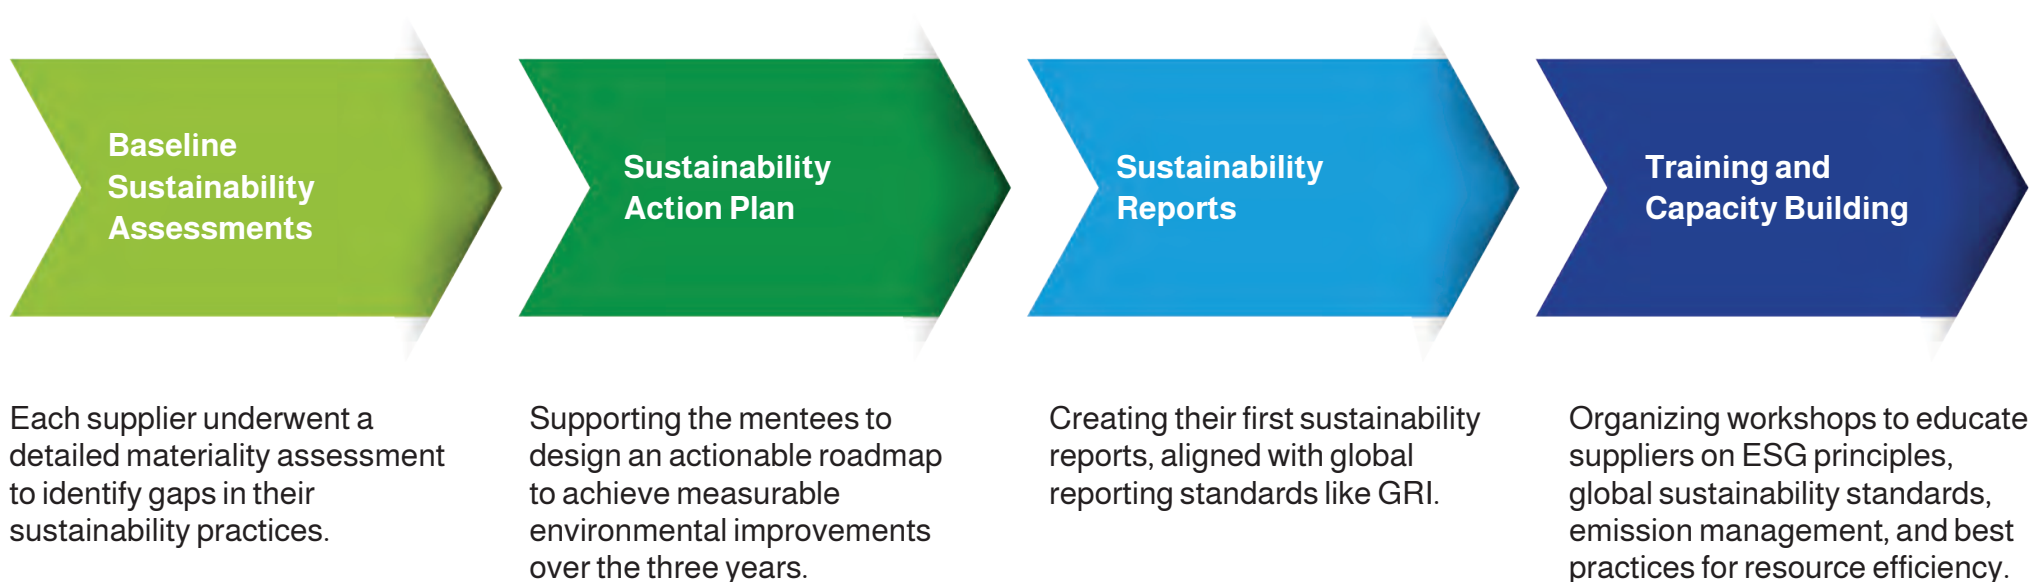 Baseline
Sustainability
Assessments
Sustainability
Action Plan
Sustainability
Reports
Training and
Capacity Building
Each supplier underwent a
detailed materiality assessment
to identify gaps in their
sustainability practices.
Supporting the mentees to
design an actionable roadmap
to achieve measurable
environmental improvements
over the three years.
Creating their first sustainability
reports, aligned with global
reporting standards like GRI.
Organizing workshops to educate
suppliers on ESG principles,
global sustainability standards,
emission management, and best
practices for resource efficiency.